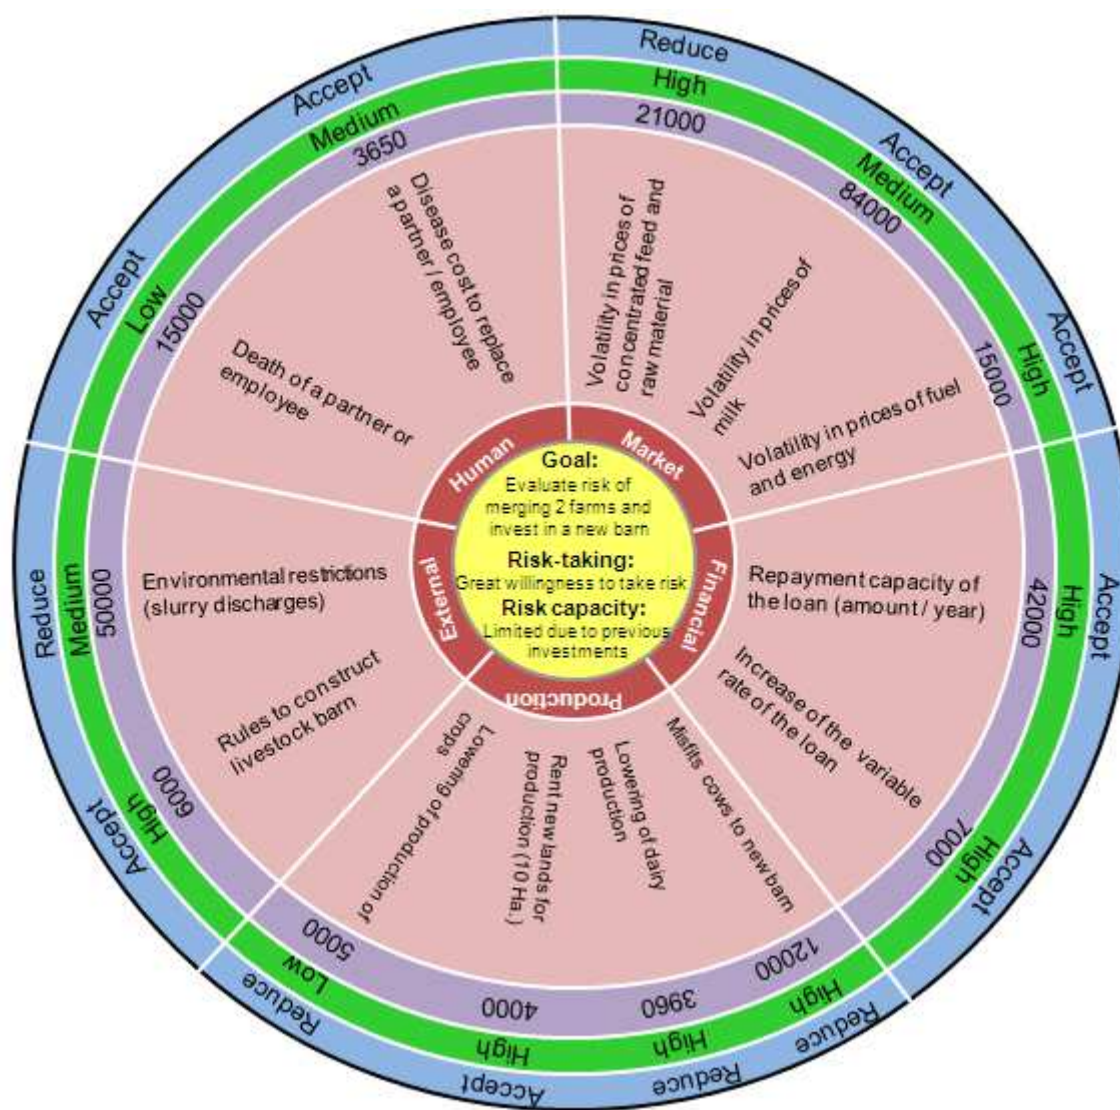 Goal:
Evaluate risk of
merging 2 farms and
invest in a new barn
Risk-taking:
Great willingness to take risk
Risk capacity:
Limited due to previous
investments
Market
Volatility in prices of
concentrated feed and
raw material
21000
High
Reduce
Volatility in prices of
milk
84000
Medium
Accept
Volatility in prices of fuel
and energy
15000
High
Accept
Financial
Repayment capacity of
the loan (amount / year)
42000
High
Accept
Increase of the variable
rate of the loan
7000
High
Accept
Production
Misfits cows to new barn
12000
High
Reduce
Lowering of dairy
production
3960
High
Reduce
Rent new lands for
production (10 Ha.)
4000
High
Accept
Lowering of production of
crops
5000
Low
Reduce
External
Rules to construct
livestock barn
6000
High
Accept
Environmental restrictions
(slurry discharges)
50000
Medium
Reduce
Human
Death of a partner or
employee
15000
Low
Accept
Disease cost to replace
a partner / employee
3650
Medium
Accept